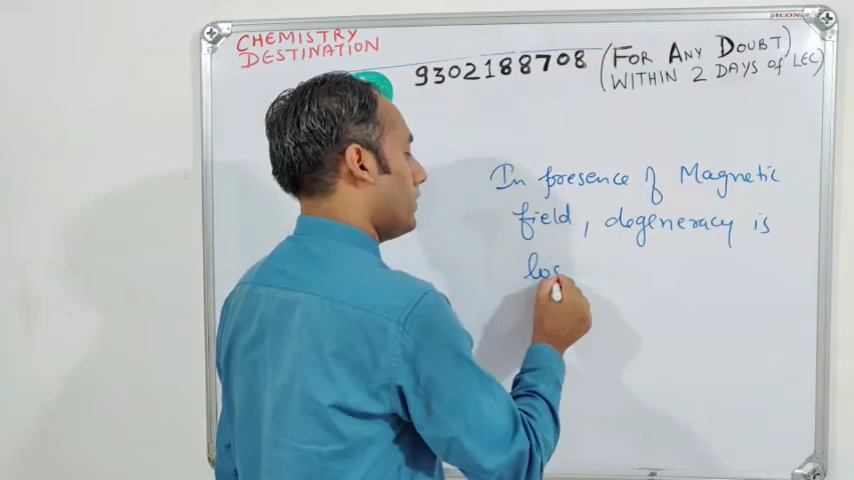 CHEMISTRY
DESTINATION
9302188708 (FOR ANY DOUBT
WITHIN 2 DAYS of LEC)
ICON
In presence of Magnetic
field, degeneracy is
los